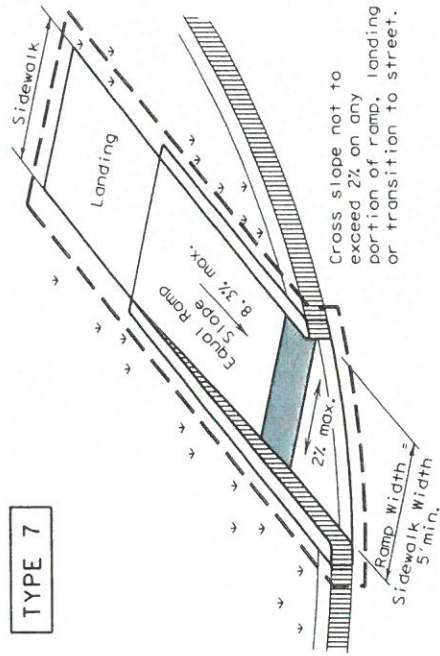 TYPE 7
Sidewalk
Landing
Equal Ramp
Slope
8.3% max.
2% max.
Ramp Width =
Sidewalk Width
5' min.
Cross slope not to
exceed 2% on any
portion of ramp, landing
or transition to street.